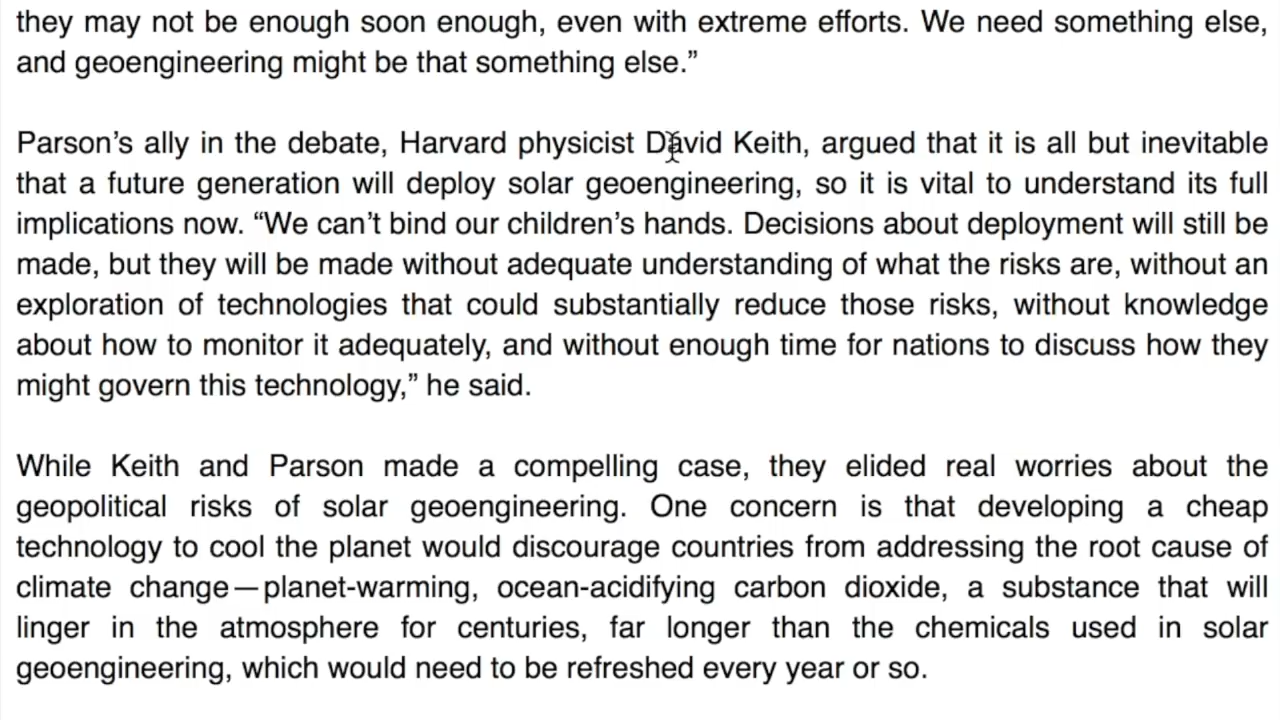 they may not be enough soon enough, even with extreme efforts. We need something else,
and geoengineering might be that something else.”
Parson’s ally in the debate, Harvard physicist David Keith, argued that it is all but inevitable
that a future generation will deploy solar geoengineering, so it is vital to understand its full
implications now. “We can’t bind our children’s hands. Decisions about deployment will still be
made, but they will be made without adequate understanding of what the risks are, without an
exploration of technologies that could substantially reduce those risks, without knowledge
about how to monitor it adequately, and without enough time for nations to discuss how they
might govern this technology,” he said.
While Keith and Parson made a compelling case, they elided real worries about the
geopolitical risks of solar geoengineering. One concern is that developing a cheap
technology to cool the planet would discourage countries from addressing the root cause of
climate change—planet-warming, ocean-acidifying carbon dioxide, a substance that will
linger in the atmosphere for centuries, far longer than the chemicals used in solar
geoengineering, which would need to be refreshed every year or so.